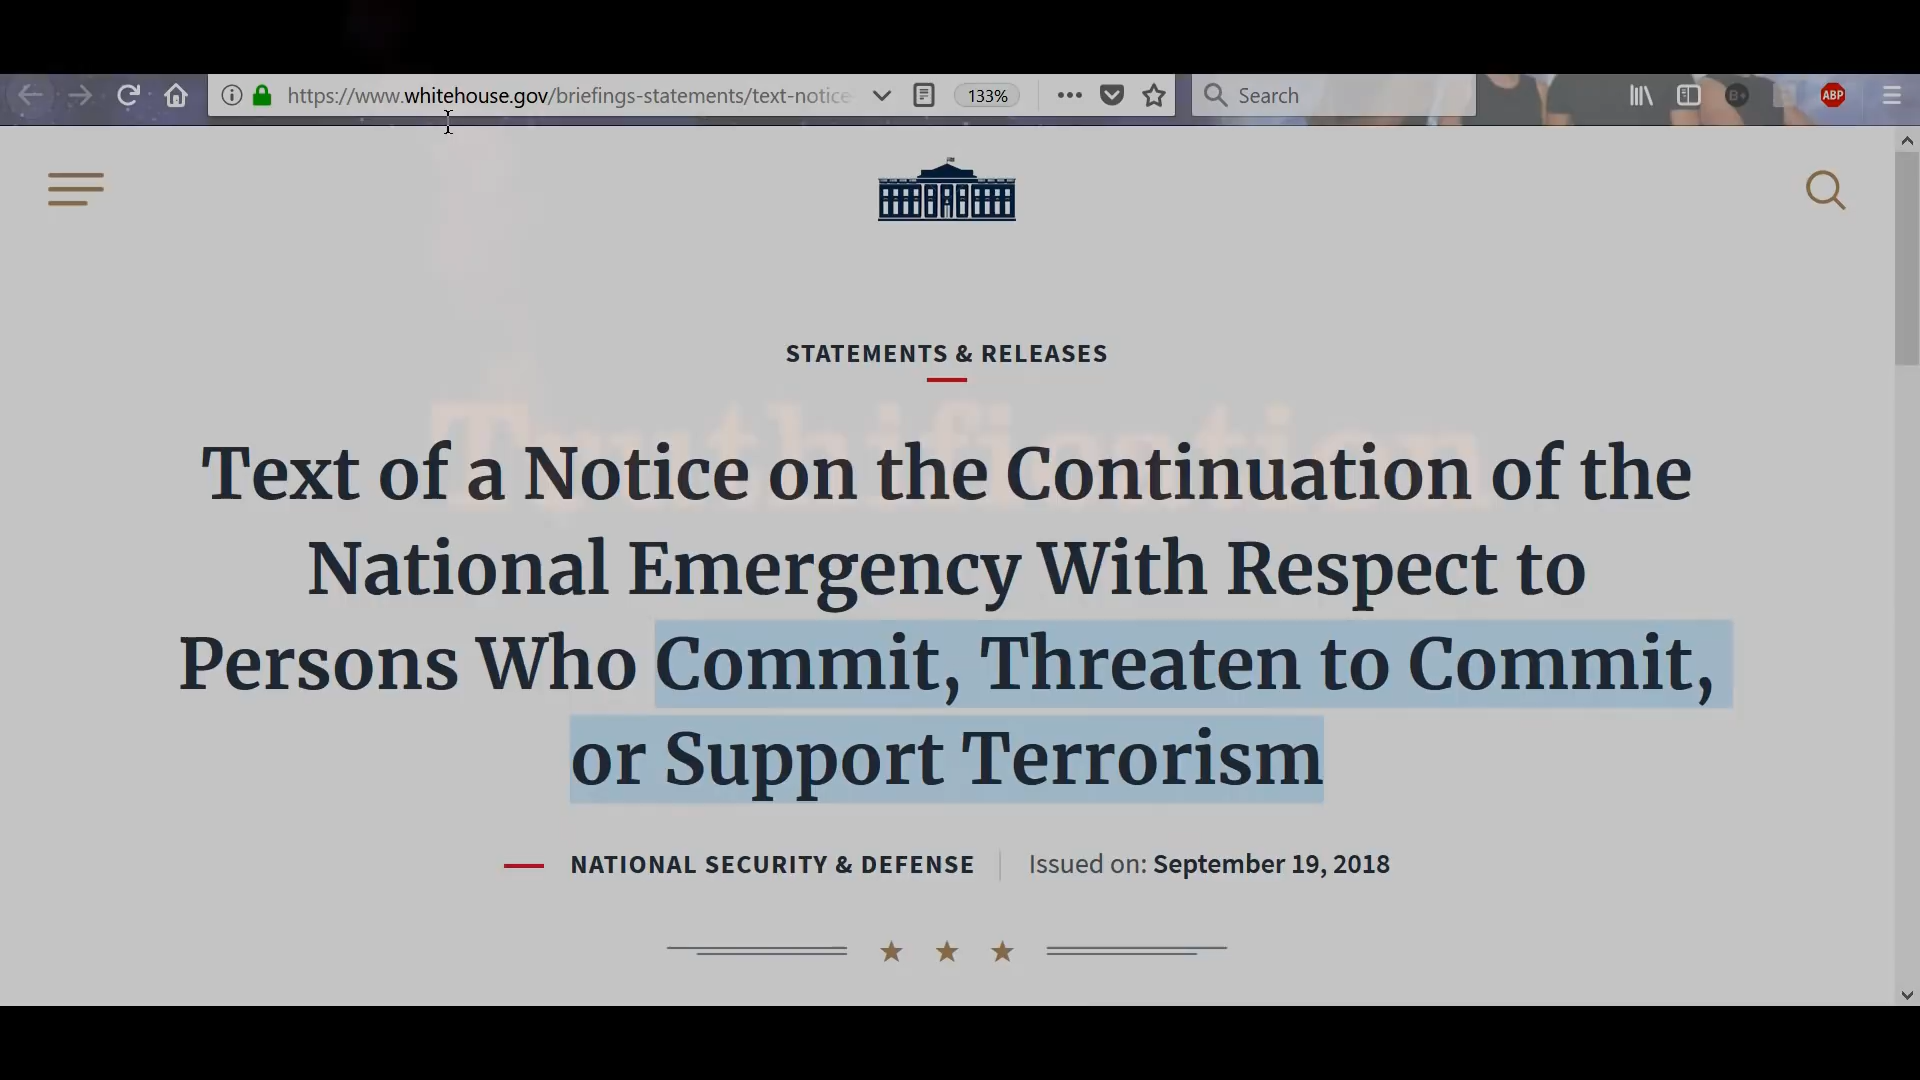 https://www.whitehouse.gov/briefings-statements/text-notice
133%
Search
ABP
STATEMENTS & RELEASES
Truthification
Text of a Notice on the Continuation of the
National Emergency With Respect to
Persons Who Commit, Threaten to Commit,
or Support Terrorism
NATIONAL SECURITY & DEFENSE
Issued on: September 19, 2018